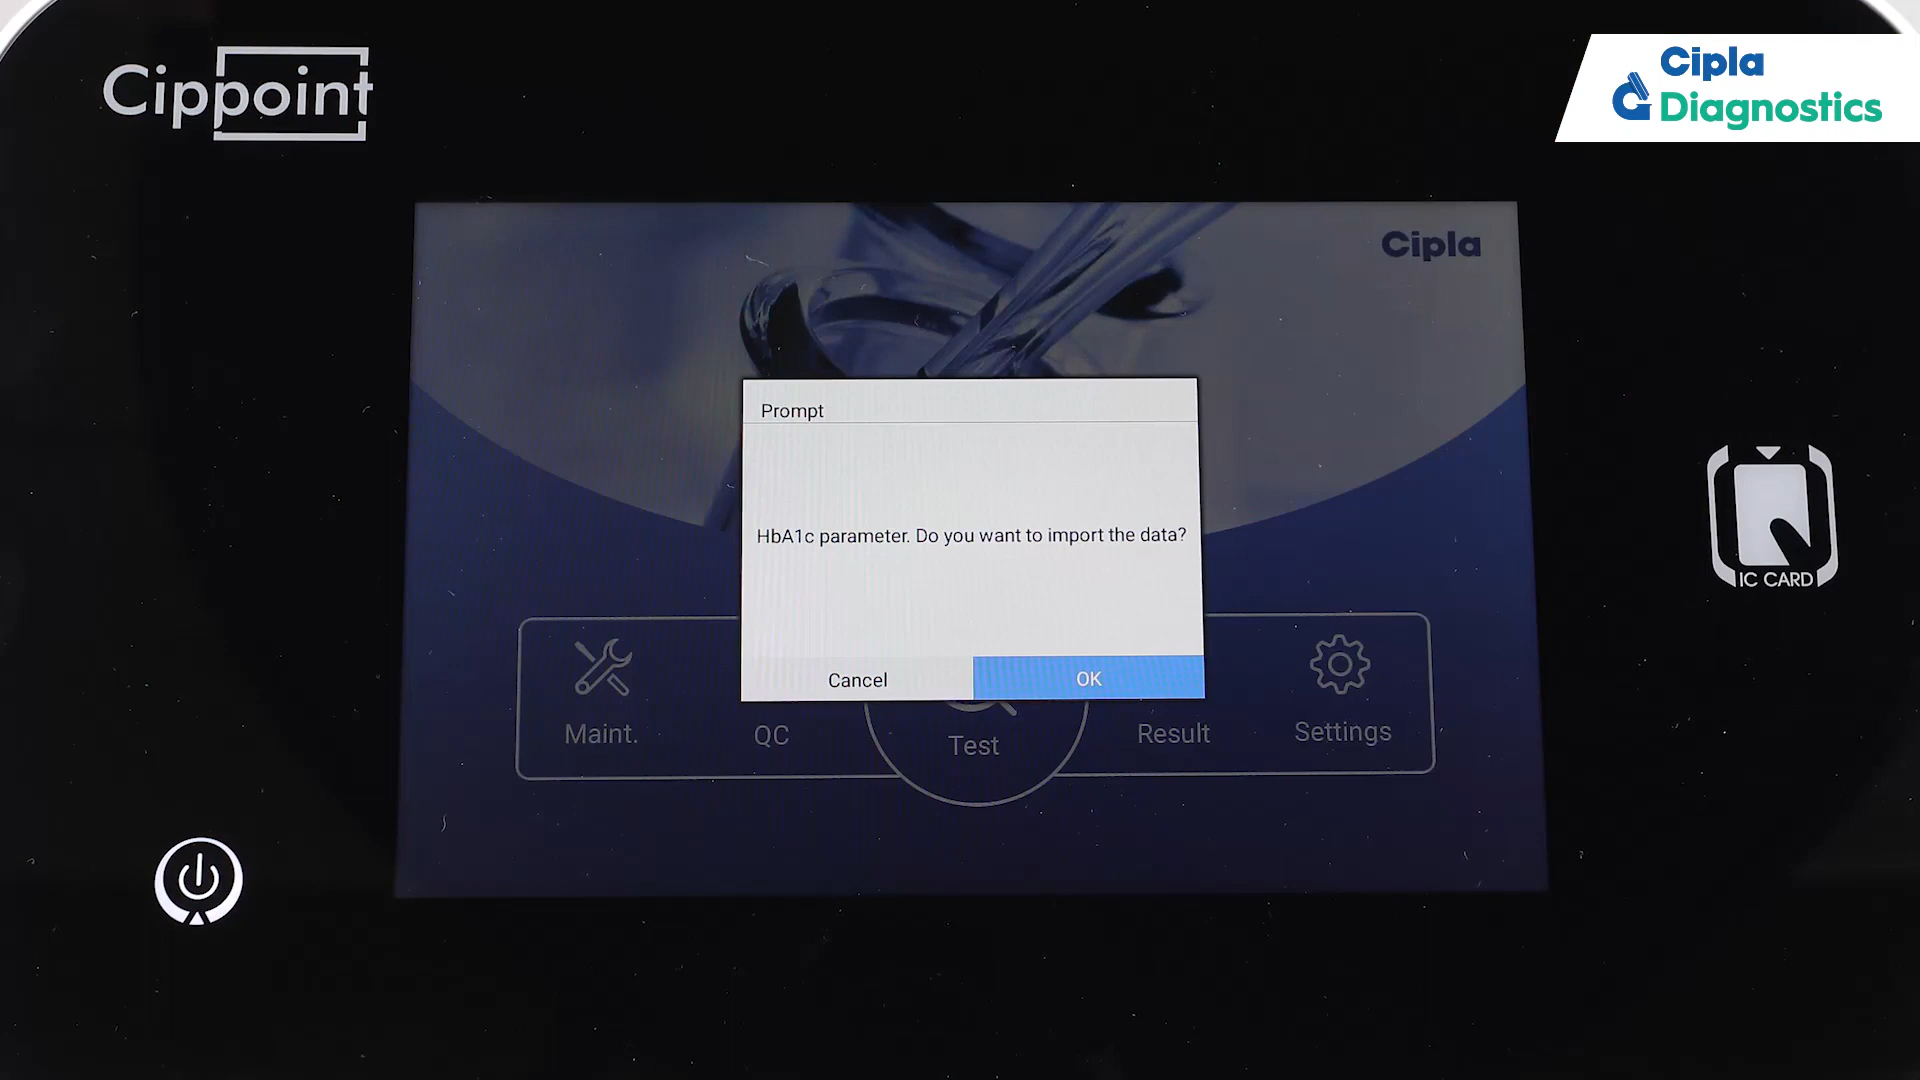 Cippoint
Cipla
Diagnostics
Cipla
Prompt
HbA1c parameter. Do you want to import the data?
Cancel
OK
Maint.
QC
Test
Result
Settings
IC CARD